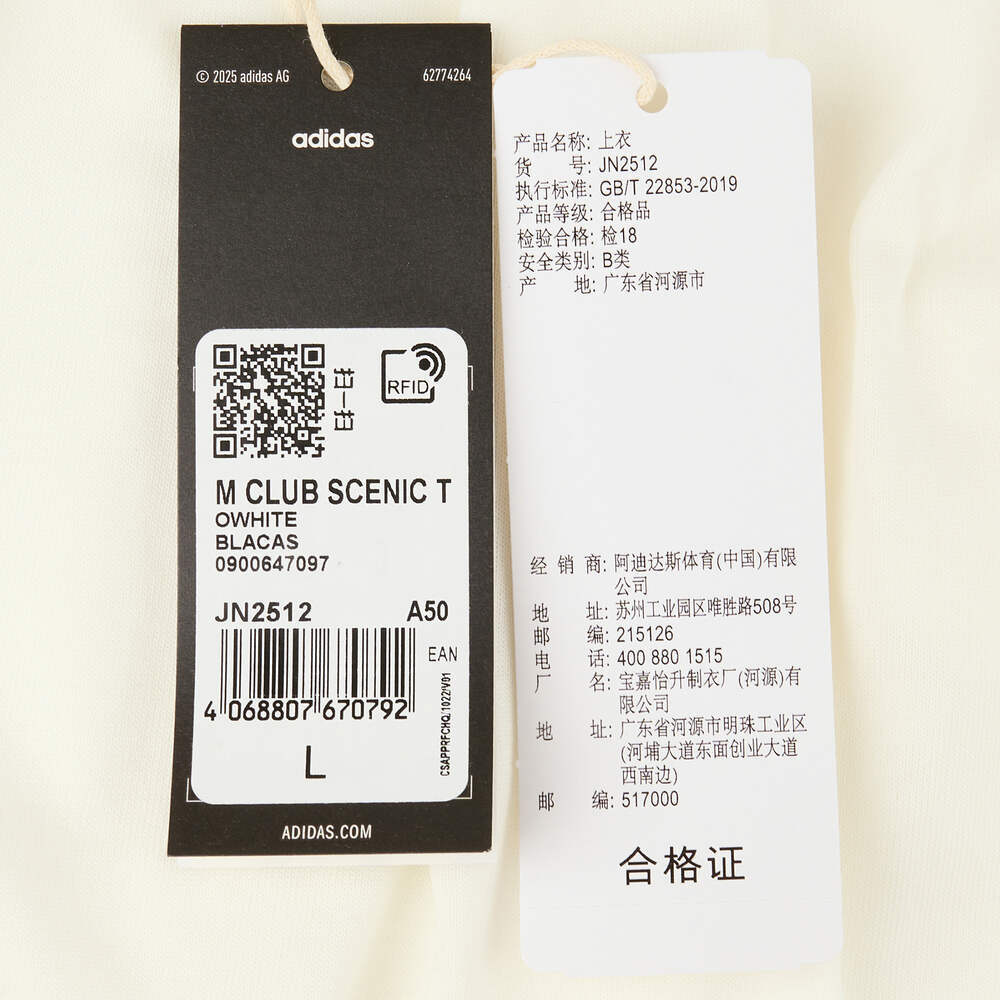 © 2025 adidas AG
62774264
adidas
扫一扫
RFID
M CLUB SCENIC T
OWHITE
BLACAS
0900647097
JN2512 A50
EAN
4 068807 670792
CSAPPRFCHQ/1022/V01
L
ADIDAS.COM
产品名称: 上衣
货 号: JN2512
执行标准: GB/T 22853-2019
产品等级: 合格品
检验合格: 检18
安全类别: B类
产 地: 广东省河源市
经 销 商: 阿迪达斯体育(中国)有限
公司
地 址: 苏州工业园区唯胜路508号
邮 编: 215126
电 话: 400 880 1515
厂 名: 宝嘉怡升制衣厂(河源)有
限公司
地 址: 广东省河源市明珠工业区
(河埔大道东面创业大道
西南边)
邮 编: 517000
合格证